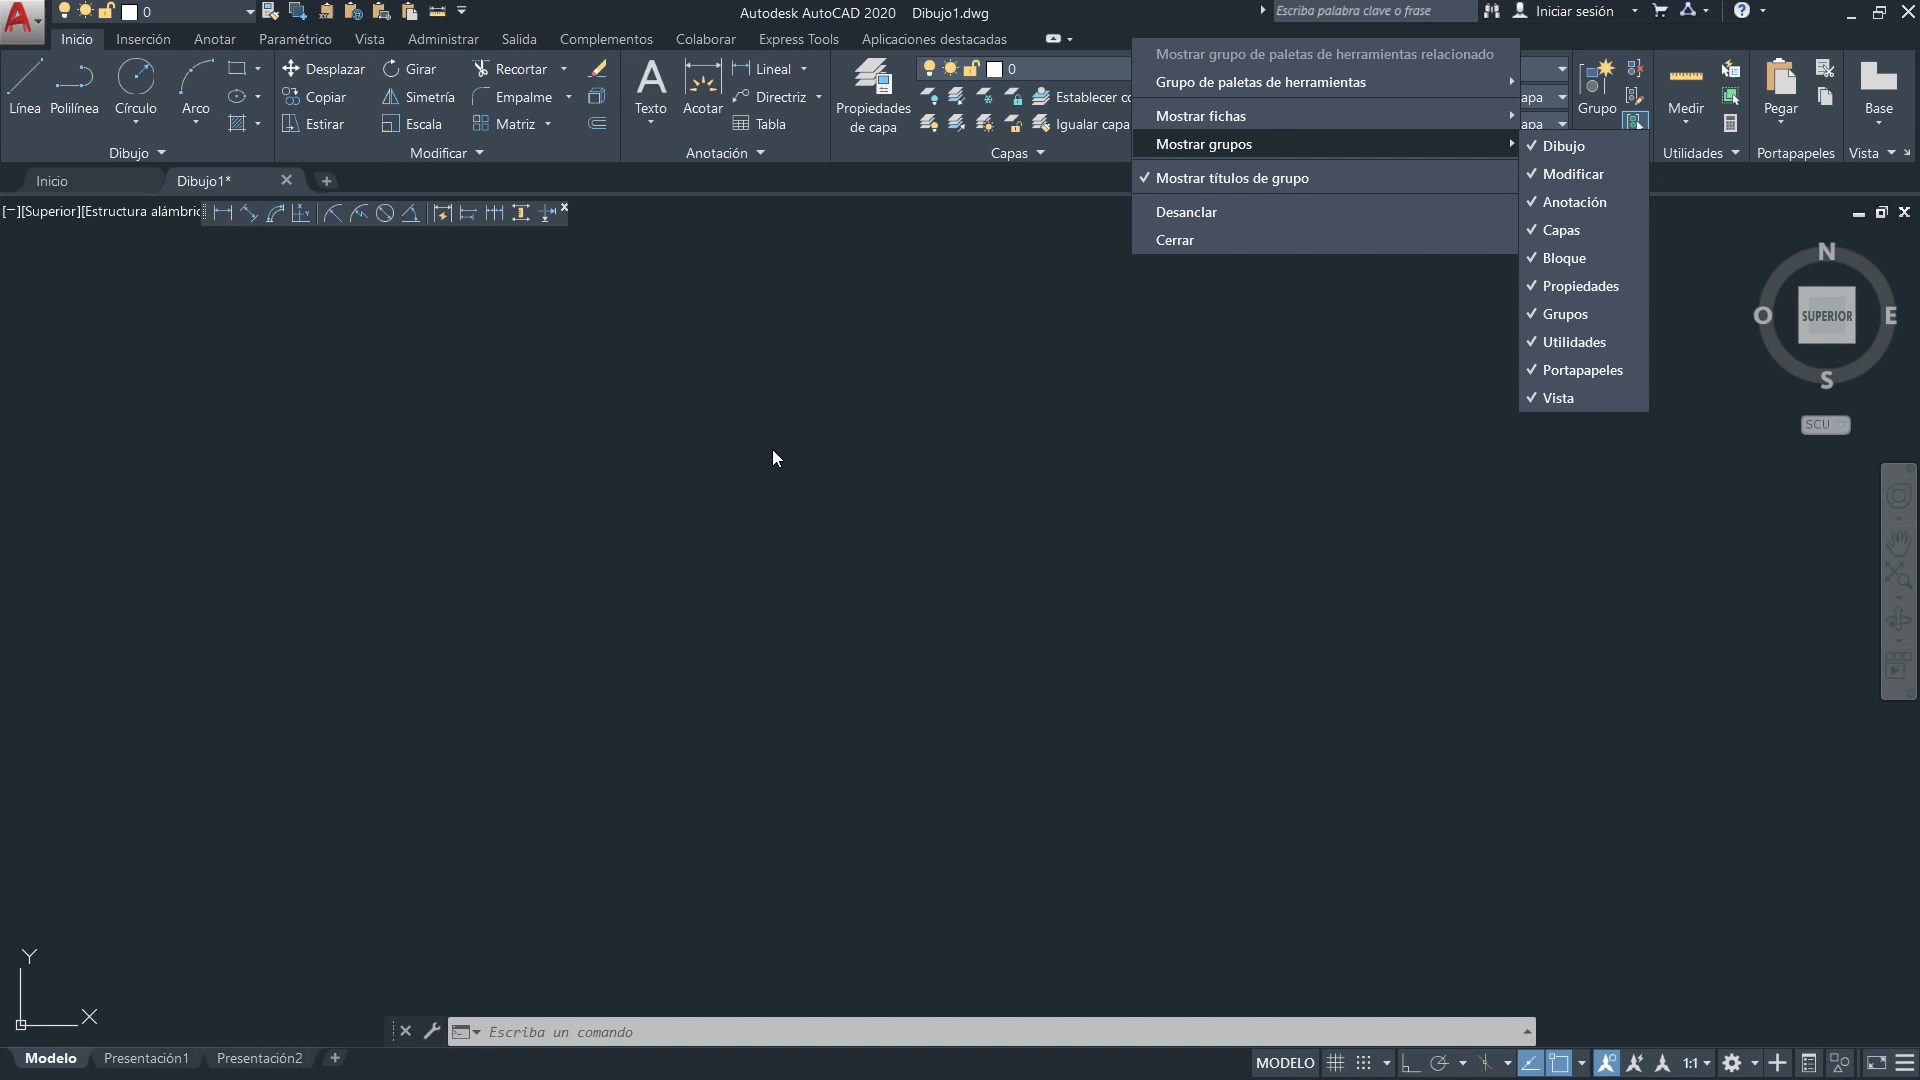 0
Autodesk AutoCAD 2020 Dibujo1.dwg
Escriba palabra clave o frase
Iniciar sesión
Inicio Inserción Anotar Paramétrico Vista Administrar Salida Complementos Colaborar Express Tools Aplicaciones destacadas
Línea
Polilínea
Círculo
Arco
Dibujo
Desplazar
Girar
Recortar
Copiar
Simetría
Empalme
Estirar
Escala
Matriz
Modificar
Texto
Acotar
Lineal
Directriz
Tabla
Anotación
Propiedades
de capa
0
Establecer co
Igualar capa
Capas
Mostrar grupo de paletas de herramientas relacionado
Grupo de paletas de herramientas
Mostrar fichas
Mostrar grupos
Mostrar títulos de grupo
Desanclar
Cerrar
Dibujo
Modificar
Anotación
Capas
Bloque
Propiedades
Grupos
Utilidades
Portapapeles
Vista
apa
apa
Grupo
Medir
Utilidades
Pegar
Portapapeles
Base
Vista
Inicio
Dibujo1*
[−][Superior][Estructura alámbric
N
O
SUPERIOR
E
S
SCU
Y
X
Escriba un comando
Modelo Presentación1 Presentación2
MODELO
1:1